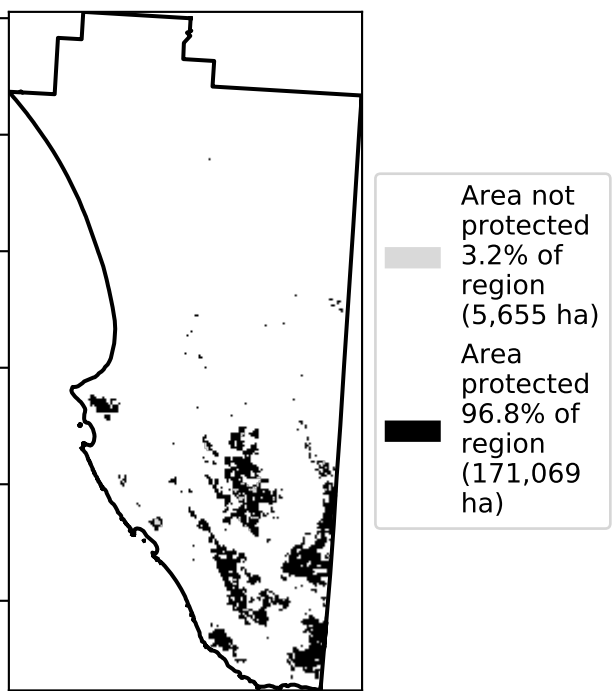 Area not
protected
3.2% of
region
(5,655 ha)
Area
protected
96.8% of
region
(171,069
ha)